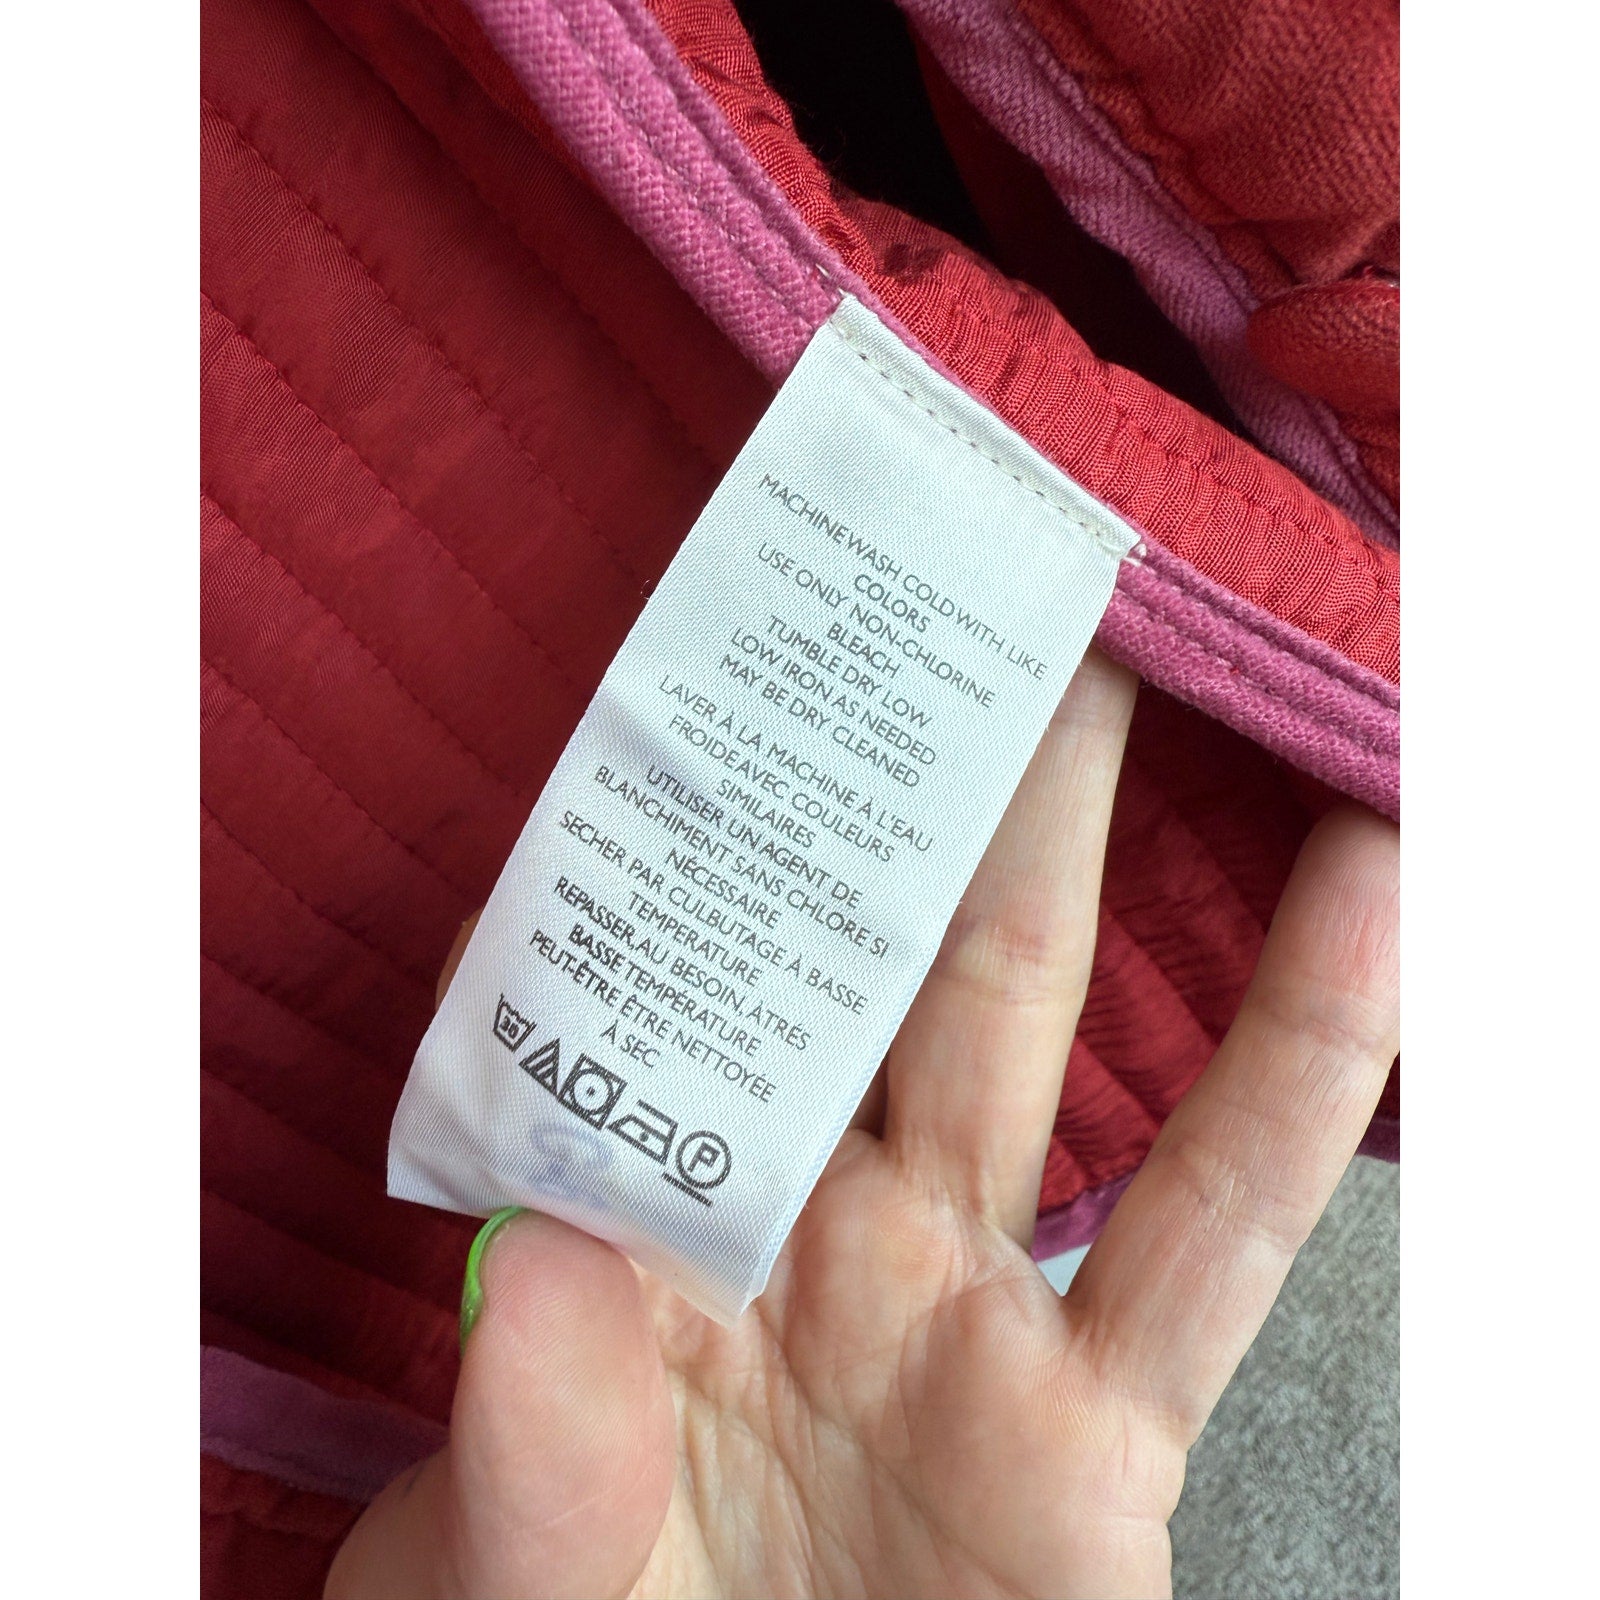 MACHINE WASH COLD WITH LIKE
COLORS
USE ONLY NON-CHLORINE
BLEACH
TUMBLE DRY LOW
LOW IRON AS NEEDED
MAY BE DRY CLEANED
LAVER À LA MACHINE À L'EAU
FROIDE AVEC COULEURS
SIMILAIRES
UTILISER UN AGENT DE
BLANCHIMENT SANS CHLORE SI
NÉCESSAIRE
SECHER PAR CULBUTAGE À BASSE
TEMPERATURE
REPASSER, AU BESOIN, ATRÉS
BASSE TEMPÉRATURE
PEUT-ÊTRE ÊTRE NETTOYÉE
À SEC
30
P